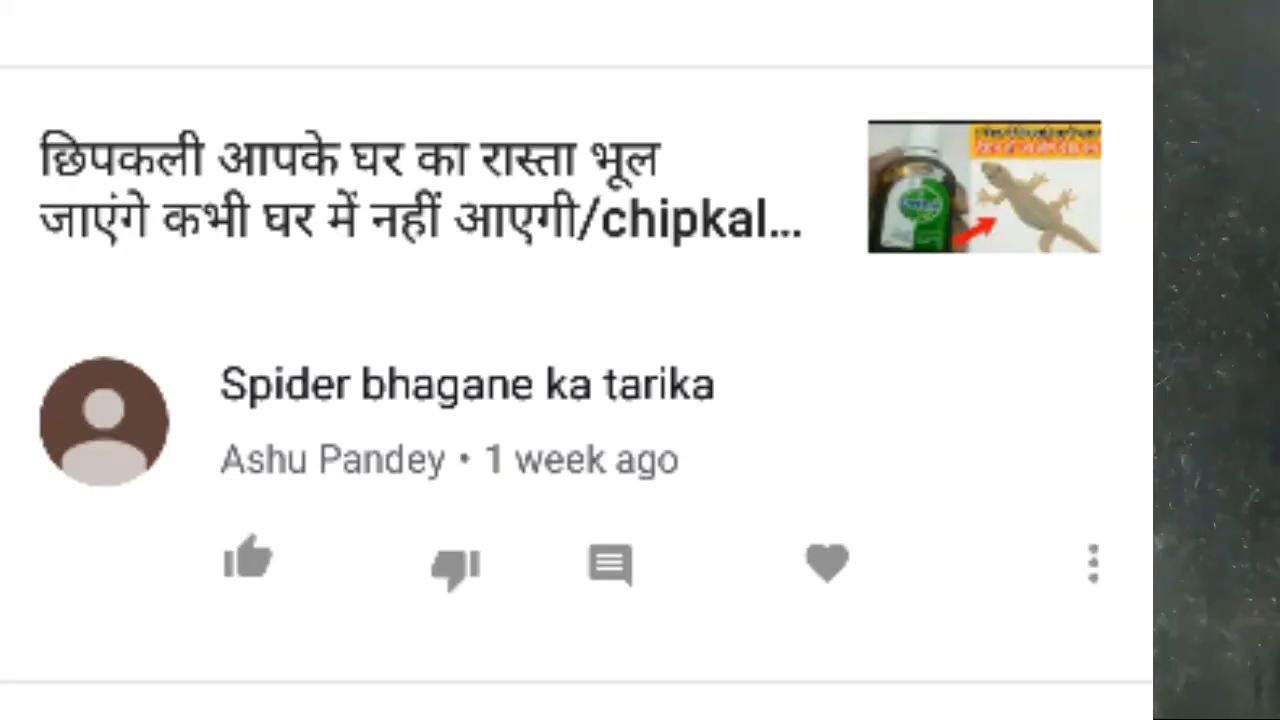 छिपकली आपके घर का रास्ता भूल
जाएंगे कभी घर में नहीं आएगी/chipkal...
Spider bhagane ka tarika
Ashu Pandey • 1 week ago